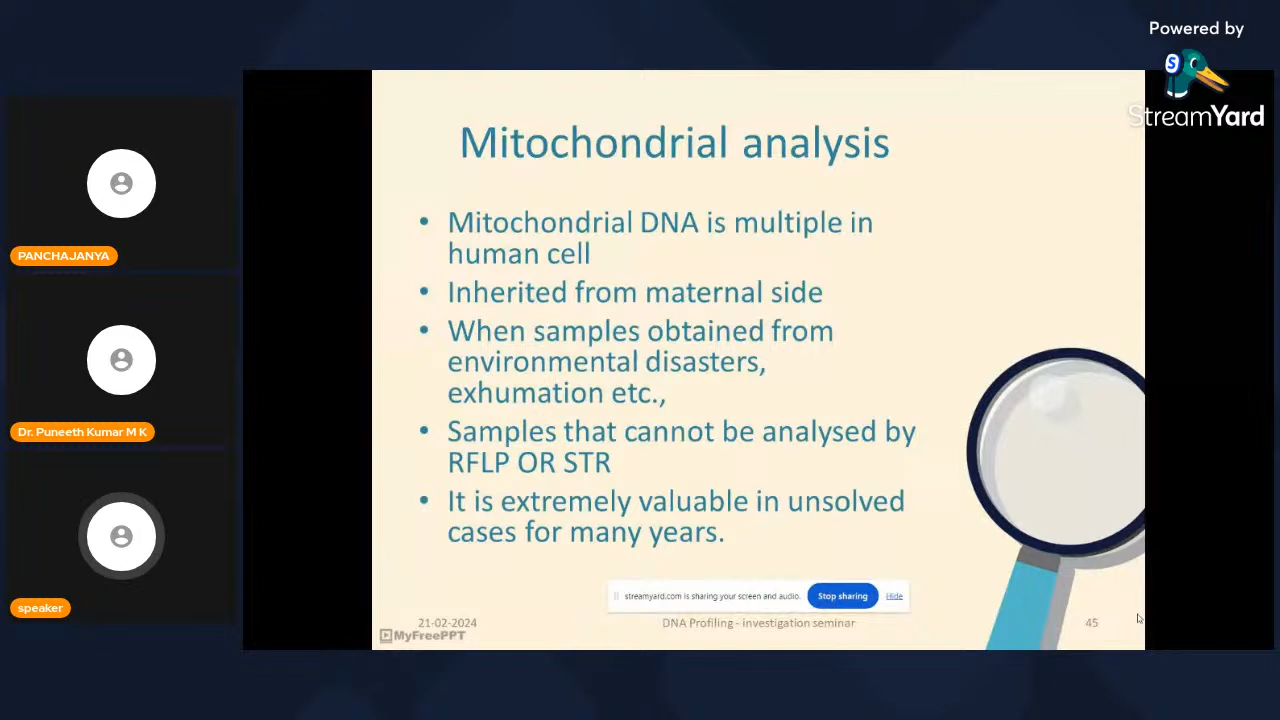 Powered by
StreamYard
PANCHAJANYA
Dr. Puneeth Kumar M K
speaker
Mitochondrial analysis
• Mitochondrial DNA is multiple in
human cell
• Inherited from maternal side
• When samples obtained from
environmental disasters,
exhumation etc.,
• Samples that cannot be analysed by
RFLP OR STR
• It is extremely valuable in unsolved
cases for many years.
streamyard.com is sharing your screen and audio. Stop sharing Hide
21-02-2024 DNA Profiling - investigation seminar 45
MyFreePPT